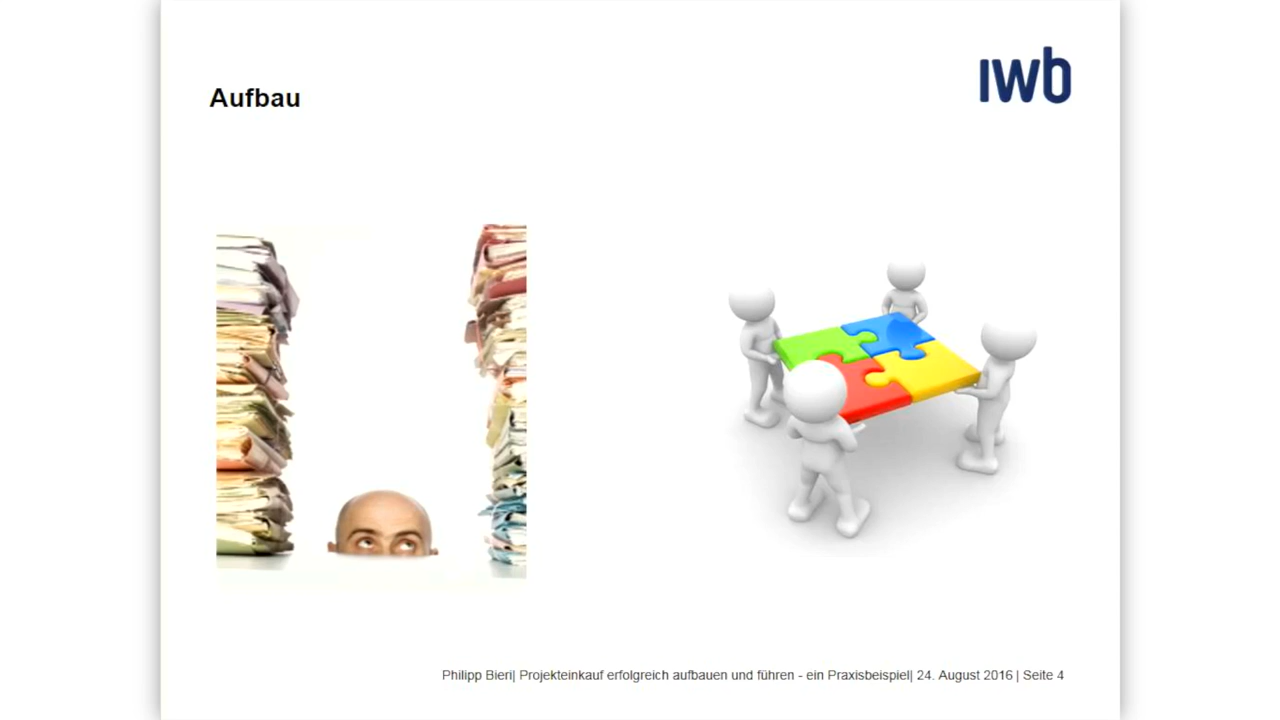 iwb
Aufbau
Philipp Bieri| Projekteinkauf erfolgreich aufbauen und führen - ein Praxisbeispiel| 24. August 2016 | Seite 4